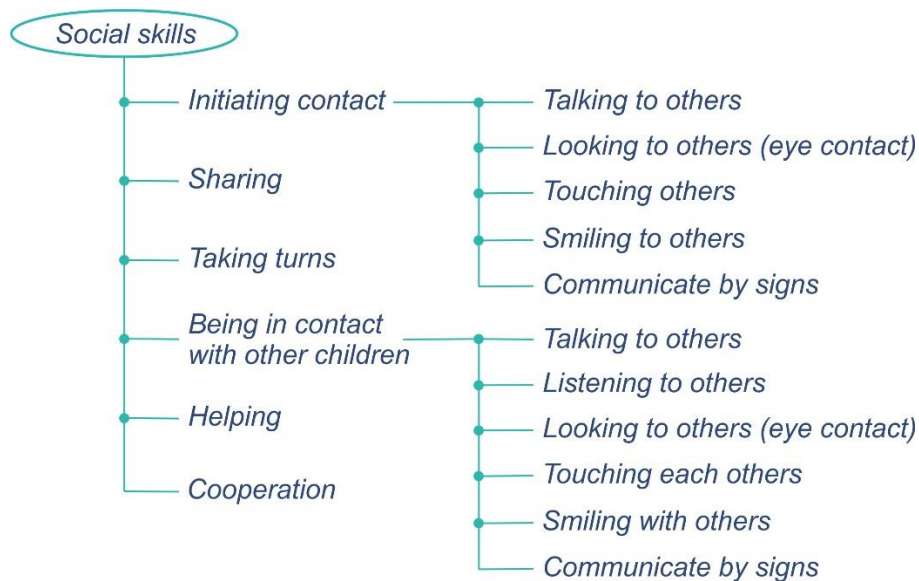 Social skills
Initiating contact
Talking to others
Looking to others (eye contact)
Touching others
Smiling to others
Communicate by signs
Sharing
Taking turns
Being in contact
with other children
Talking to others
Listening to others
Looking to others (eye contact)
Touching each others
Smiling with others
Communicate by signs
Helping
Cooperation